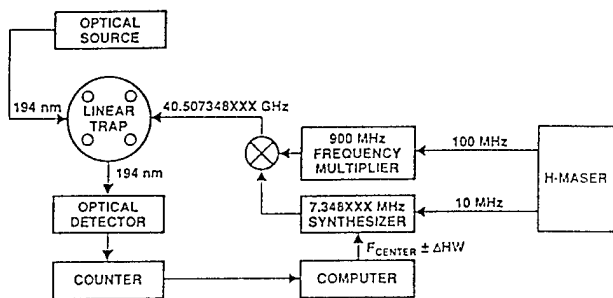 OPTICAL
SOURCE
194 nm
LINEAR
TRAP
40.507348XXX GHz
194 nm
OPTICAL
DETECTOR
COUNTER
900 MHz
FREQUENCY
MULTIPLIER
100 MHz
7.348XXX MHz
SYNTHESIZER
10 MHz
H-MASER
FCENTER ± ΔHW
COMPUTER